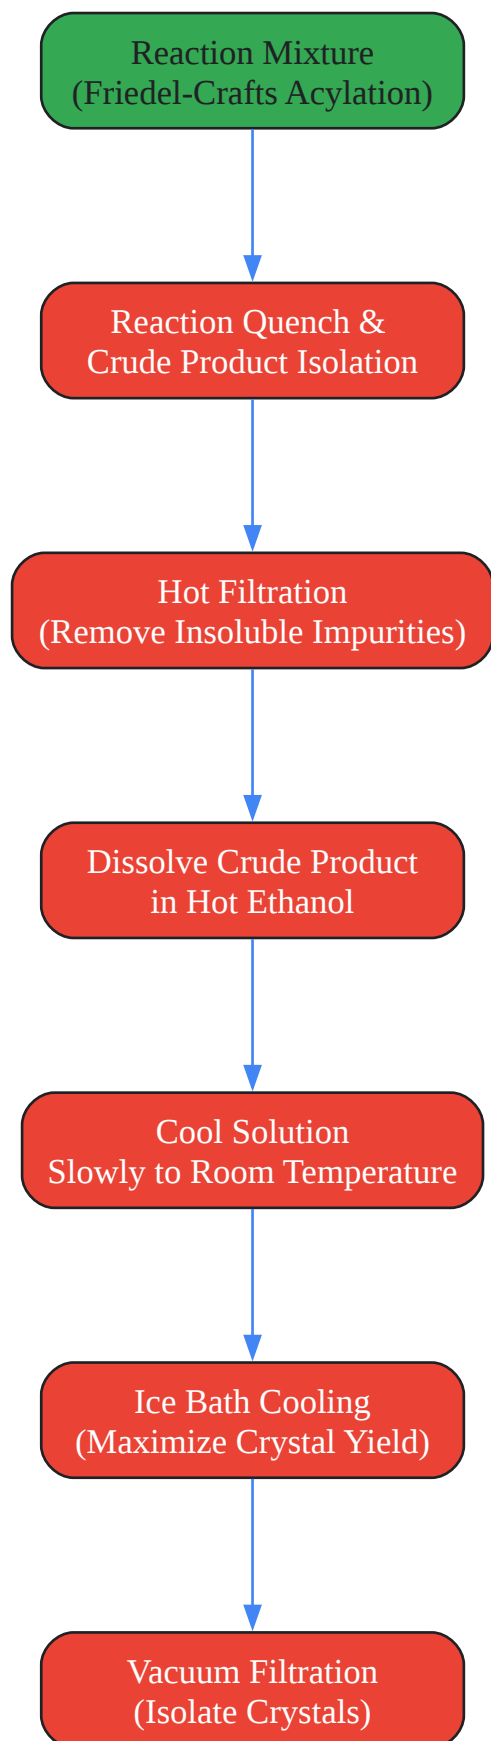 Reaction Mixture
(Friedel-Crafts Acylation)
Reaction Quench &
Crude Product Isolation
Hot Filtration
(Remove Insoluble Impurities)
Dissolve Crude Product
in Hot Ethanol
Cool Solution
Slowly to Room Temperature
Ice Bath Cooling
(Maximize Crystal Yield)
Vacuum Filtration
(Isolate Crystals)